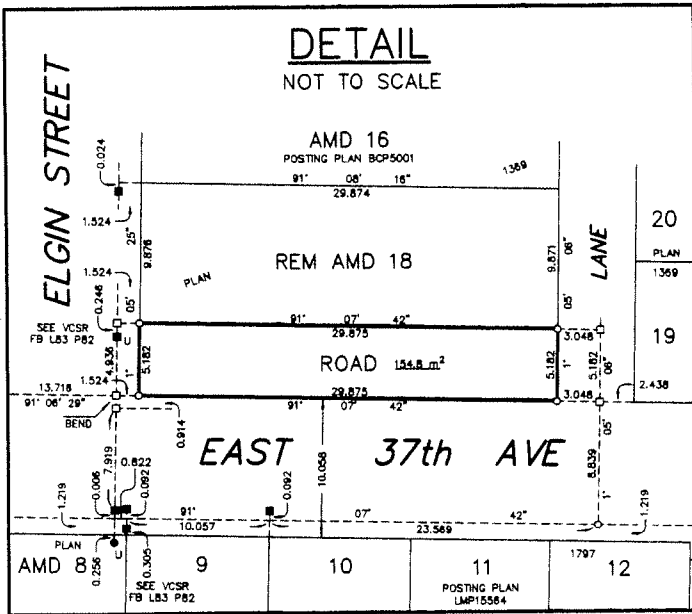 DETAIL
NOT TO SCALE
ELGIN STREET
AMD 16
POSTING PLAN BCP5001
1369
0.024
91° 08' 16"
29.874
1.524
25"
9.876
REM AMD 18
PLAN
9.871
06"
LANE
20
PLAN
1369
1.524
0.246
05'
05'
SEE VCSR
FB L83 P82
91° 07' 42"
29.875
3.048
19
U
4.936
5.182
1°
ROAD 154.8 m²
5.182
1°
5.182
06"
13.718
1.524
29.875
3.048
2.438
91° 06' 29"
91° 07' 42"
BEND
0.914
05'
EAST 37th AVE
7.919
0.822
0.006
0.092
10.058
0.092
8.839
1°
1.219
91°
10.057
07'
42"
23.569
1.219
PLAN
AMD 8
0.256
U
0.305
9
10
11
1797
12
SEE VCSR
FB L83 P82
POSTING PLAN
LMP15564